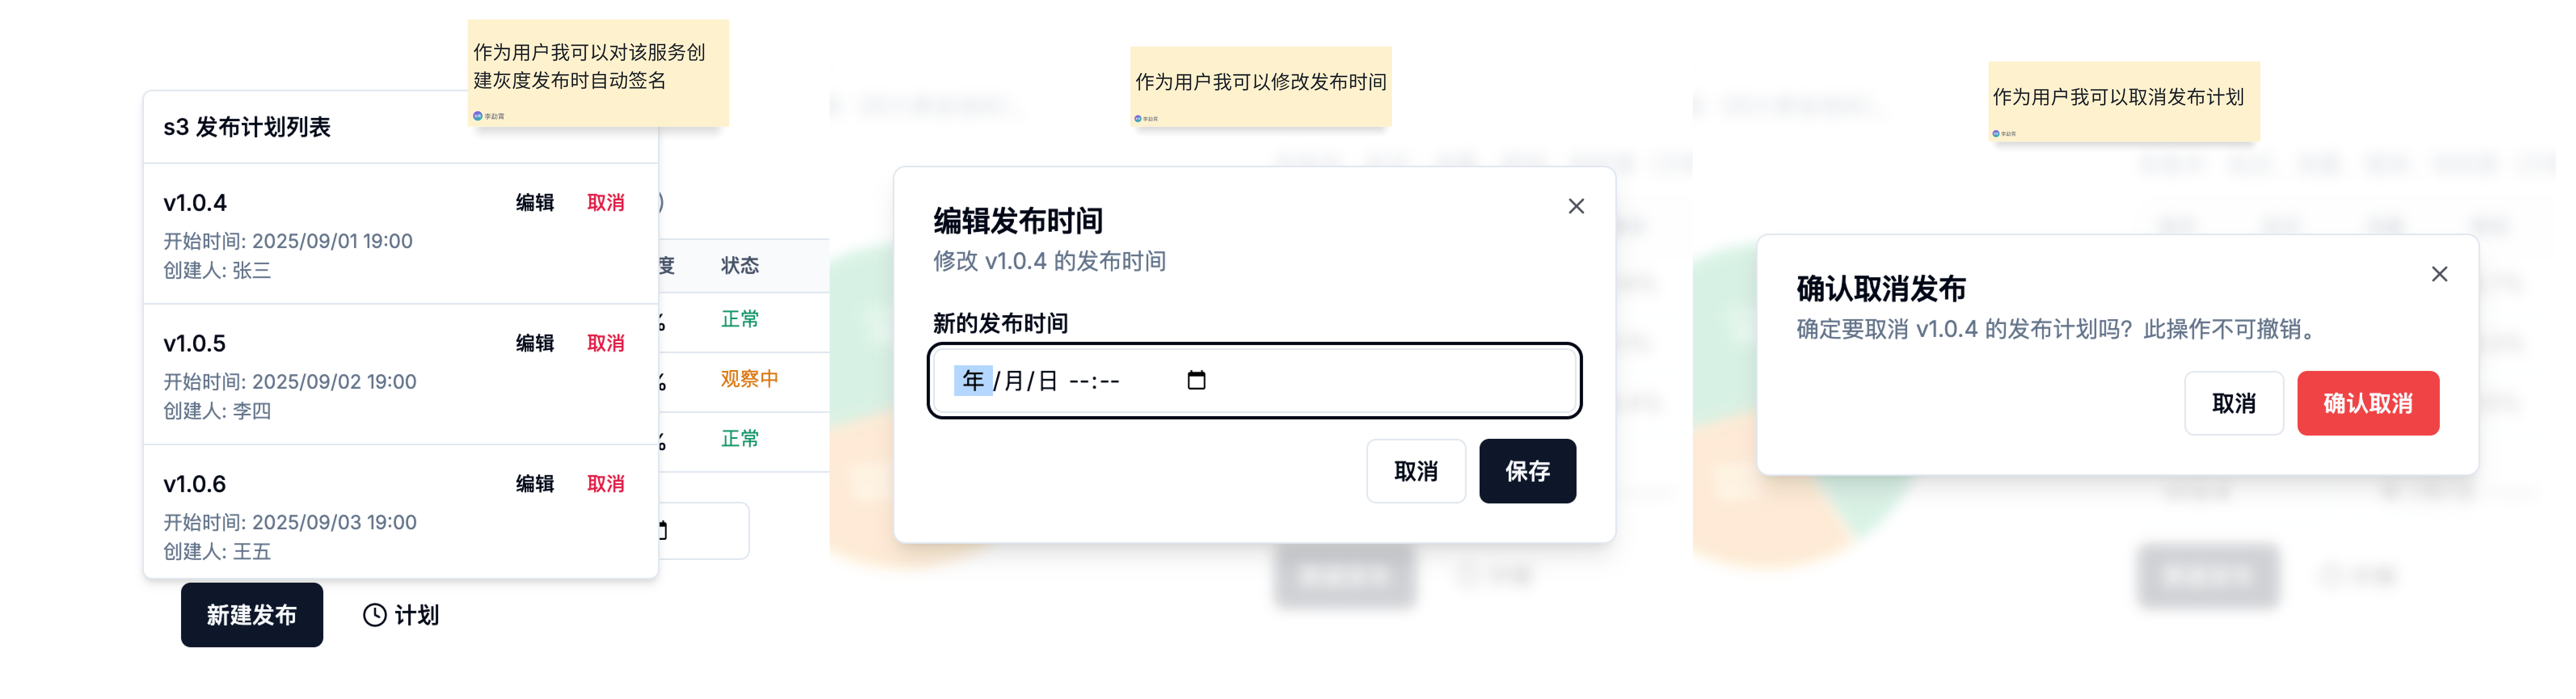 作为用户我可以对该服务创
建灰度发布时自动签名
李勐霄
s3 发布计划列表
v1.0.4
编辑
取消
开始时间: 2025/09/01 19:00
创建人: 张三
v1.0.5
编辑
取消
开始时间: 2025/09/02 19:00
创建人: 李四
v1.0.6
编辑
取消
开始时间: 2025/09/03 19:00
创建人: 王五
)
度
状态
%
正常
%
观察中
%
正常
新建发布
计划
作为用户我可以修改发布时间
编辑发布时间
修改 v1.0.4 的发布时间
新的发布时间
年/月/日 --:--
取消
保存
作为用户我可以取消发布计划
确认取消发布
确定要取消 v1.0.4 的发布计划吗？此操作不可撤销。
取消
确认取消